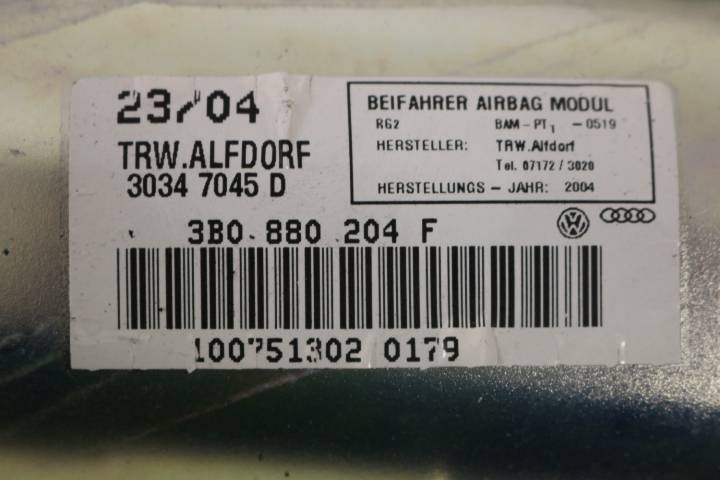 23/04
TRW.ALFDORF
3034 7045 D
BEIFAHRER AIRBAG MODUL
RG2 BAM-PT1 -0519
HERSTELLER: TRW.Alfdorf
Tel. 07172/3020
HERSTELLUNGS - JAHR: 2004
3B0 880 204 F
100751302 0179